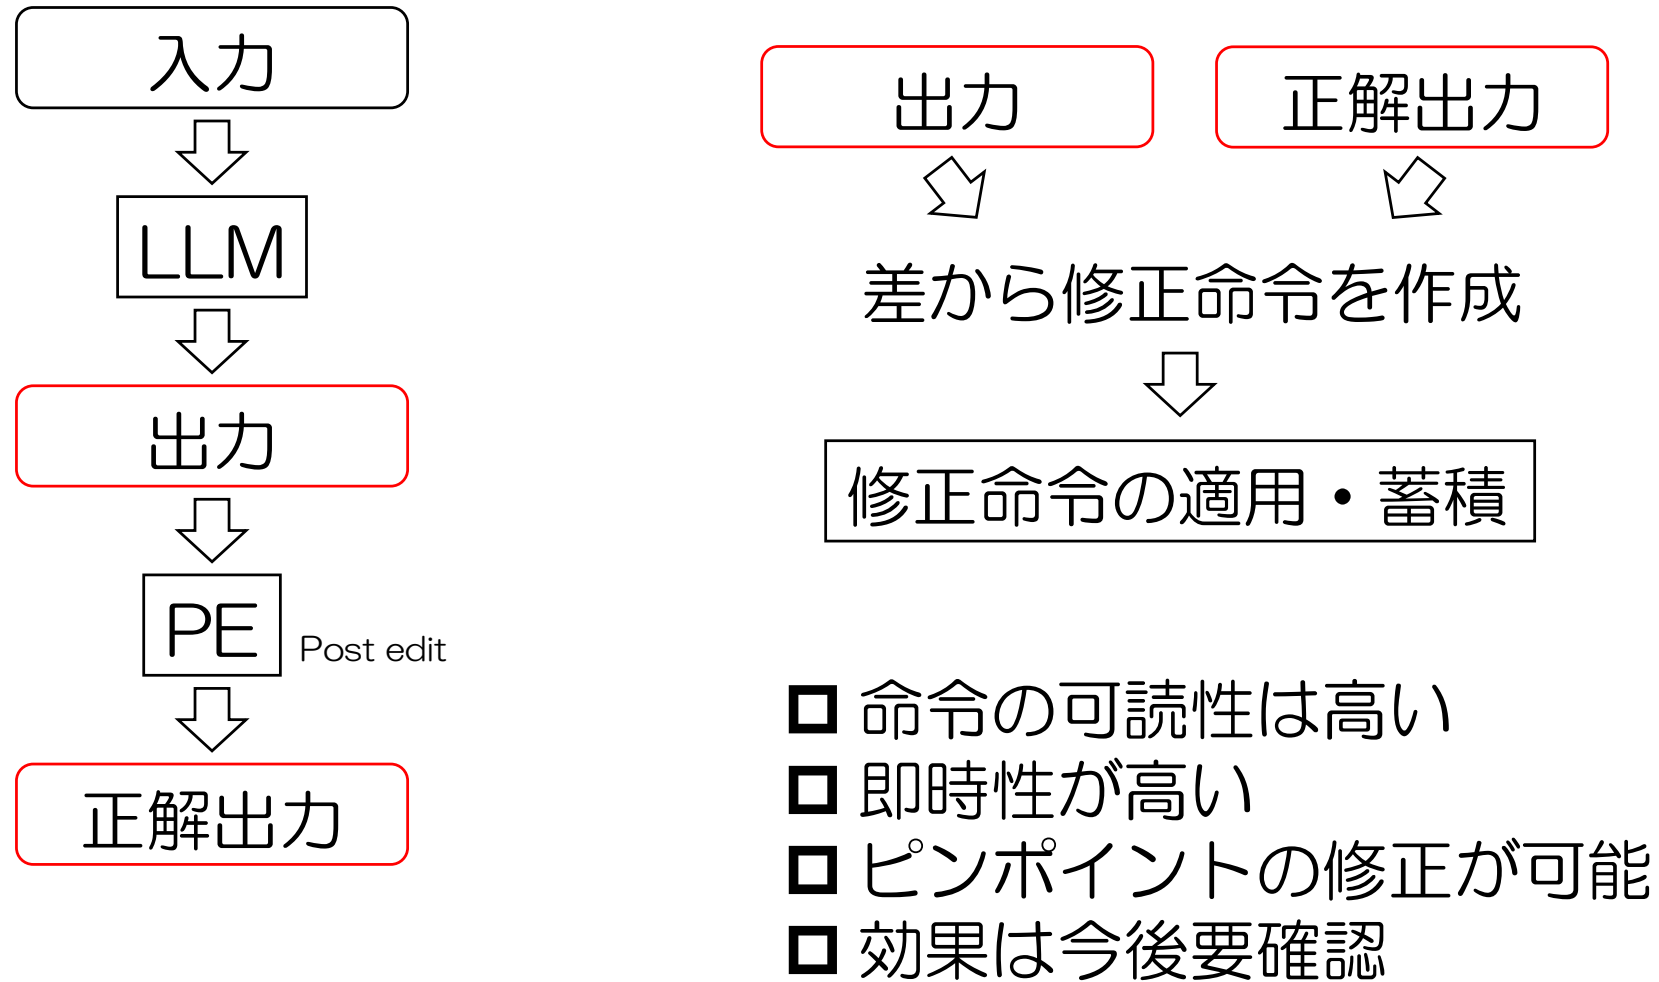 入力
LLM
出力
PE
Post edit
正解出力
出力
正解出力
差から修正命令を作成
修正命令の適用・蓄積
命令の可読性は高い
即時性が高い
ピンポイントの修正が可能
効果は今後要確認